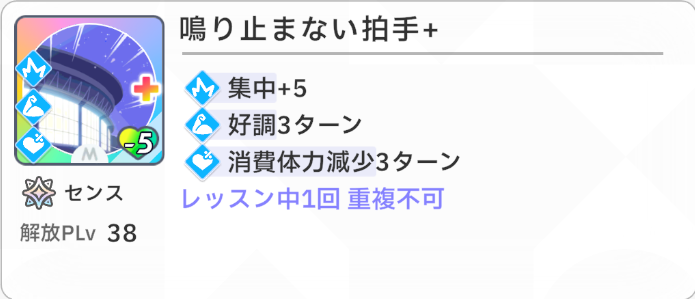 鳴り止まない拍手+
集中+5
好調3ターン
消費体力減少3ターン
レッスン中1回 重複不可
-5
M
センス
解放PLv 38